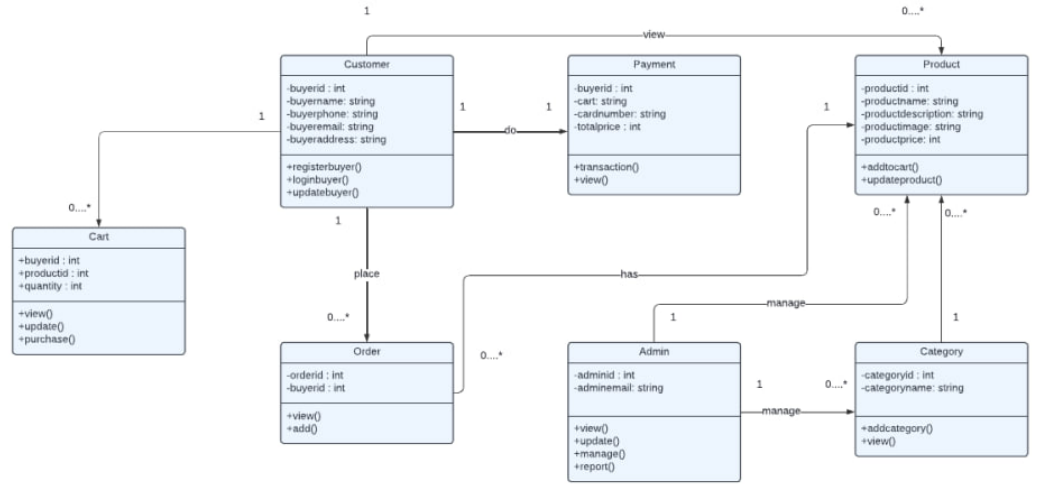 1
0....*
view
Customer
-buyerid : int
-buyername: string
-buyerphone: string
-buyeremail: string
-buyeraddress: string
+registerbuyer()
+loginbuyer()
+updatebuyer()
Payment
-buyerid : int
-cart: string
-cardnumber: string
-totalprice : int
+transaction()
+view()
Product
-productid : int
-productname: string
-productdescription: string
-productimage: string
-productprice: int
+addtocart()
+updateproduct()
1
1
1
do
1
0....*
Cart
+buyerid : int
+productid : int
+quantity : int
+view()
+update()
+purchase()
1
place
0....*
has
0....*
0....*
0....*
manage
1
1
Order
-orderid : int
-buyerid : int
+view()
+add()
0....*
Admin
-adminid : int
-adminemail: string
+view()
+update()
+manage()
+report()
1
0....*
manage
Category
-categoryid : int
-categoryname: string
+addcategory()
+view()